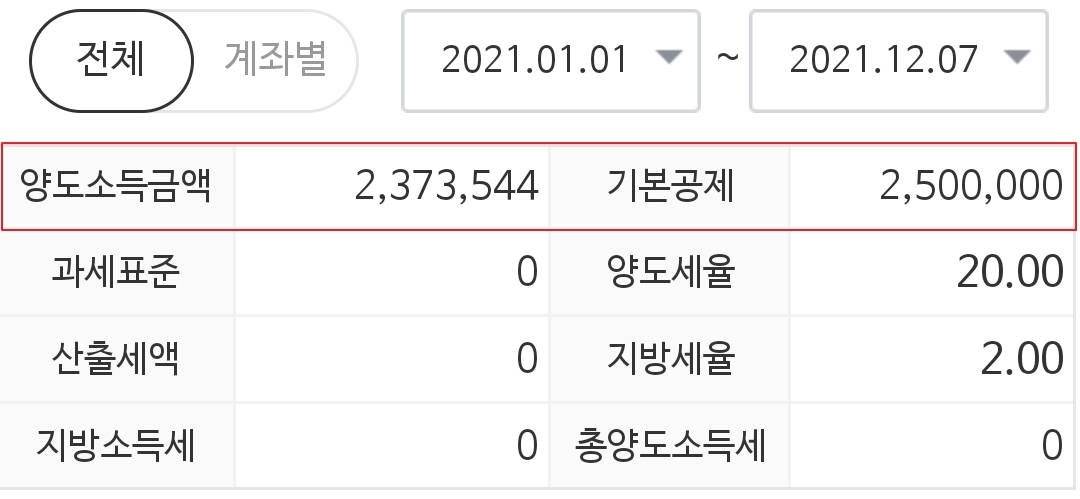 전체 계좌별 2021.01.01 ~ 2021.12.07
양도소득금액 2,373,544 기본공제 2,500,000
과세표준 0 양도세율 20.00
산출세액 0 지방세율 2.00
지방소득세 0 총양도소득세 0